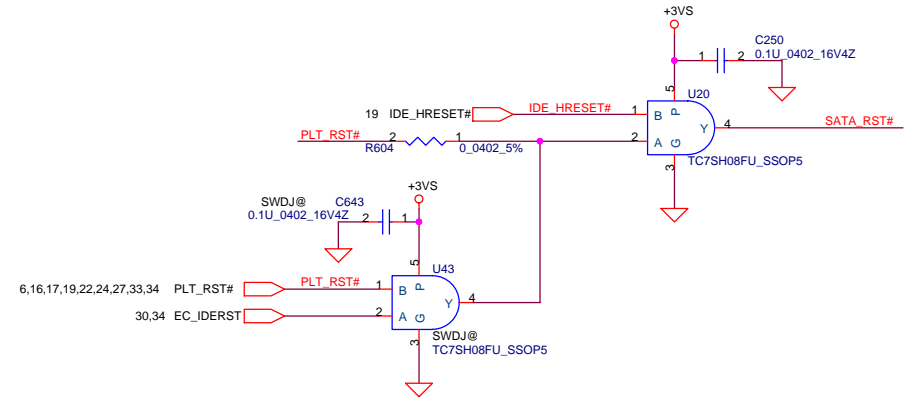 +3VS
C250
1 2 0.1U_0402_16V4Z
5 U20
19 IDE_HRESET# IDE_HRESET# 1 B P
Y 4 SATA_RST#
PLT_RST# 2 1 2 A G
R604 0_0402_5%
TC7SH08FU_SSOP5
3
+3VS
SWDJ@ C643
0.1U_0402_16V4Z 2 1
5 U43
6,16,17,19,22,24,27,33,34 PLT_RST# PLT_RST# 1 B P
Y 4
30,34 EC_IDERST 2 A G
SWDJ@
3 TC7SH08FU_SSOP5